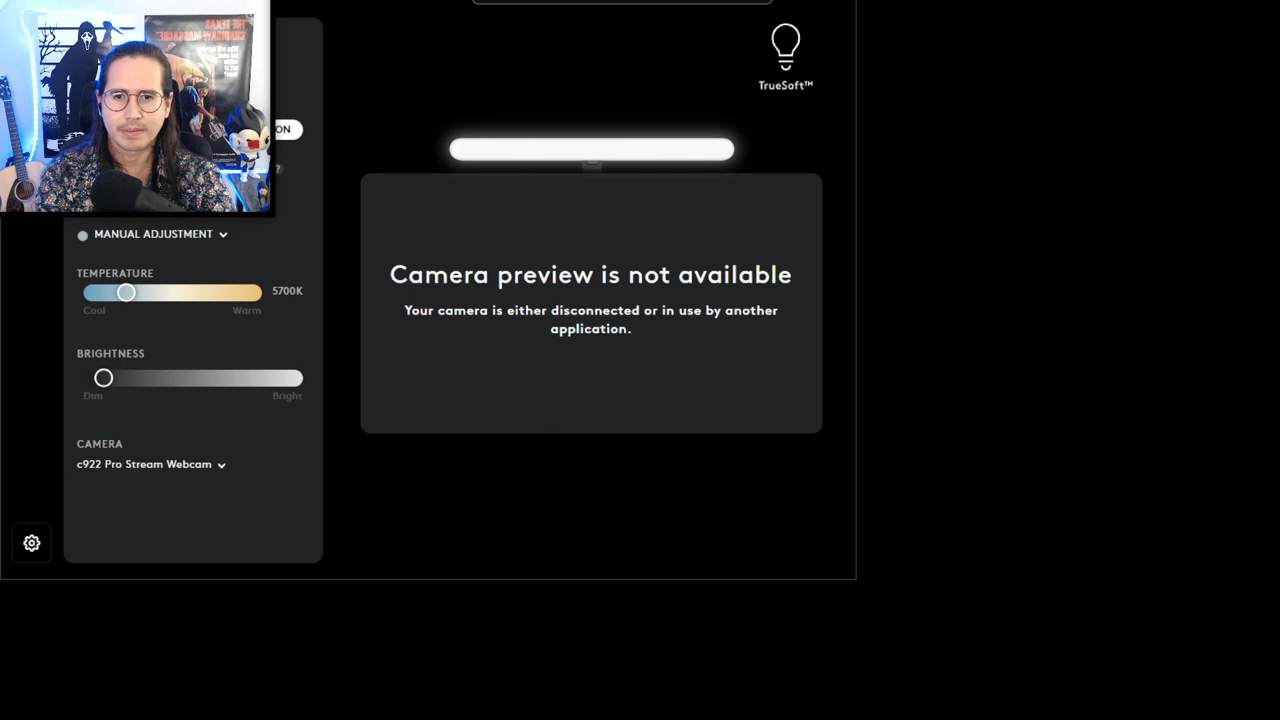 TrueSoft™
ON
MANUAL ADJUSTMENT
TEMPERATURE
5700K
Cool
Warm
BRIGHTNESS
Dim
Bright
CAMERA
c922 Pro Stream Webcam
Camera preview is not available
Your camera is either disconnected or in use by another
application.